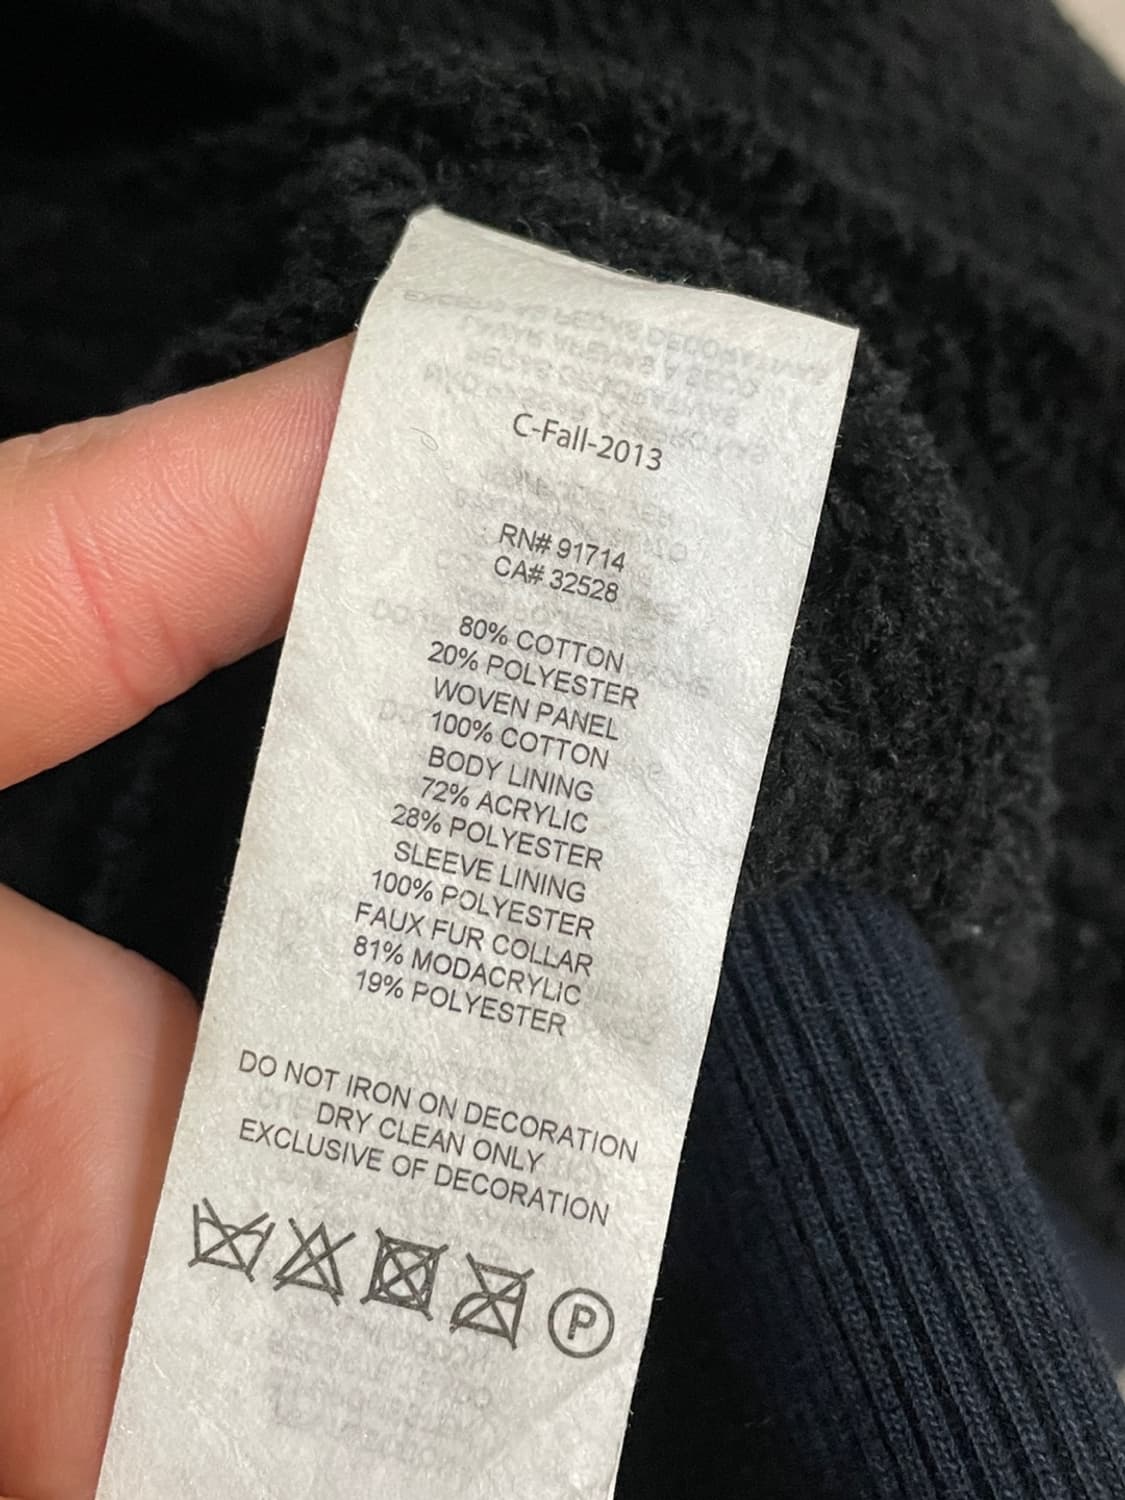 C-Fall-2013
RN# 91714
CA# 32528
80% COTTON
20% POLYESTER
WOVEN PANEL
100% COTTON
BODY LINING
72% ACRYLIC
28% POLYESTER
SLEEVE LINING
100% POLYESTER
FAUX FUR COLLAR
81% MODACRYLIC
19% POLYESTER
DO NOT IRON ON DECORATION
DRY CLEAN ONLY
EXCLUSIVE OF DECORATION
P